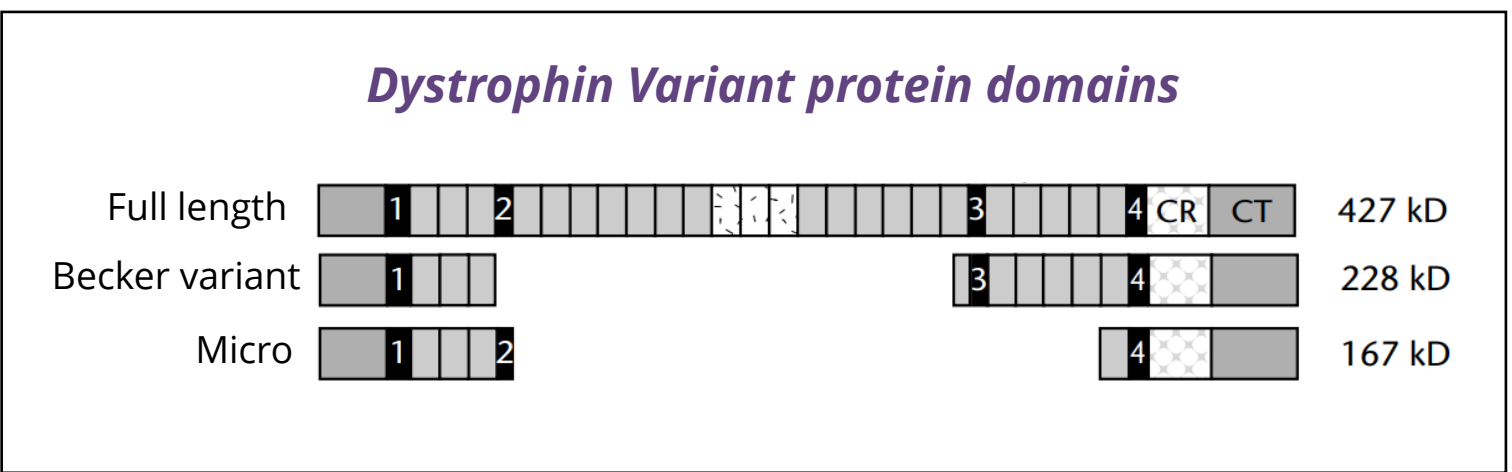 Dystrophin Variant protein domains
Full length 1 2 3 4 CR CT 427 kD
Becker variant 1 3 4 228 kD
Micro 1 2 4 167 kD